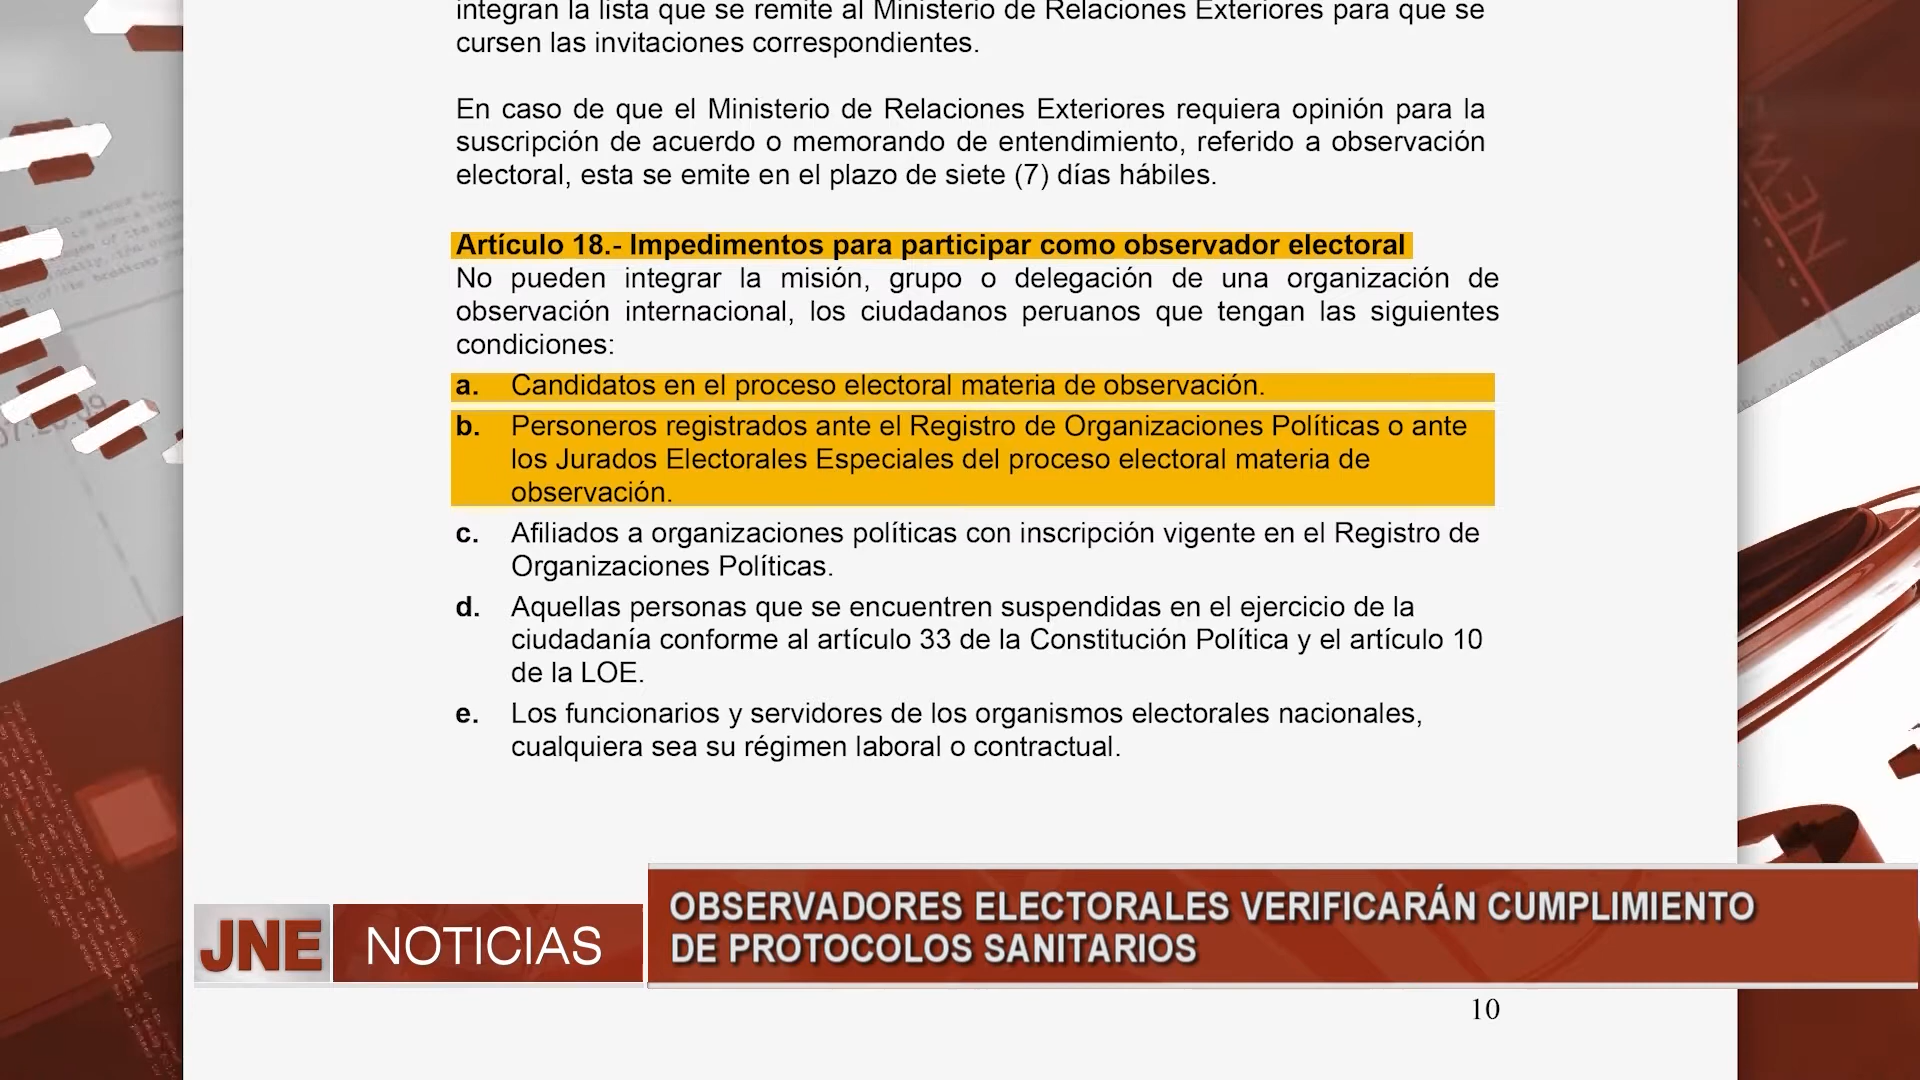 integran la lista que se remite al Ministerio de Relaciones Exteriores para que se
cursen las invitaciones correspondientes.
En caso de que el Ministerio de Relaciones Exteriores requiera opinión para la
suscripción de acuerdo o memorando de entendimiento, referido a observación
electoral, esta se emite en el plazo de siete (7) días hábiles.
Artículo 18.- Impedimentos para participar como observador electoral
No pueden integrar la misión, grupo o delegación de una organización de
observación internacional, los ciudadanos peruanos que tengan las siguientes
condiciones:
a. Candidatos en el proceso electoral materia de observación.
b. Personeros registrados ante el Registro de Organizaciones Políticas o ante
los Jurados Electorales Especiales del proceso electoral materia de
observación.
c. Afiliados a organizaciones políticas con inscripción vigente en el Registro de
Organizaciones Políticas.
d. Aquellas personas que se encuentren suspendidas en el ejercicio de la
ciudadanía conforme al artículo 33 de la Constitución Política y el artículo 10
de la LOE.
e. Los funcionarios y servidores de los organismos electorales nacionales,
cualquiera sea su régimen laboral o contractual.
JNE NOTICIAS
OBSERVADORES ELECTORALES VERIFICARÁN CUMPLIMIENTO
DE PROTOCOLOS SANITARIOS
10